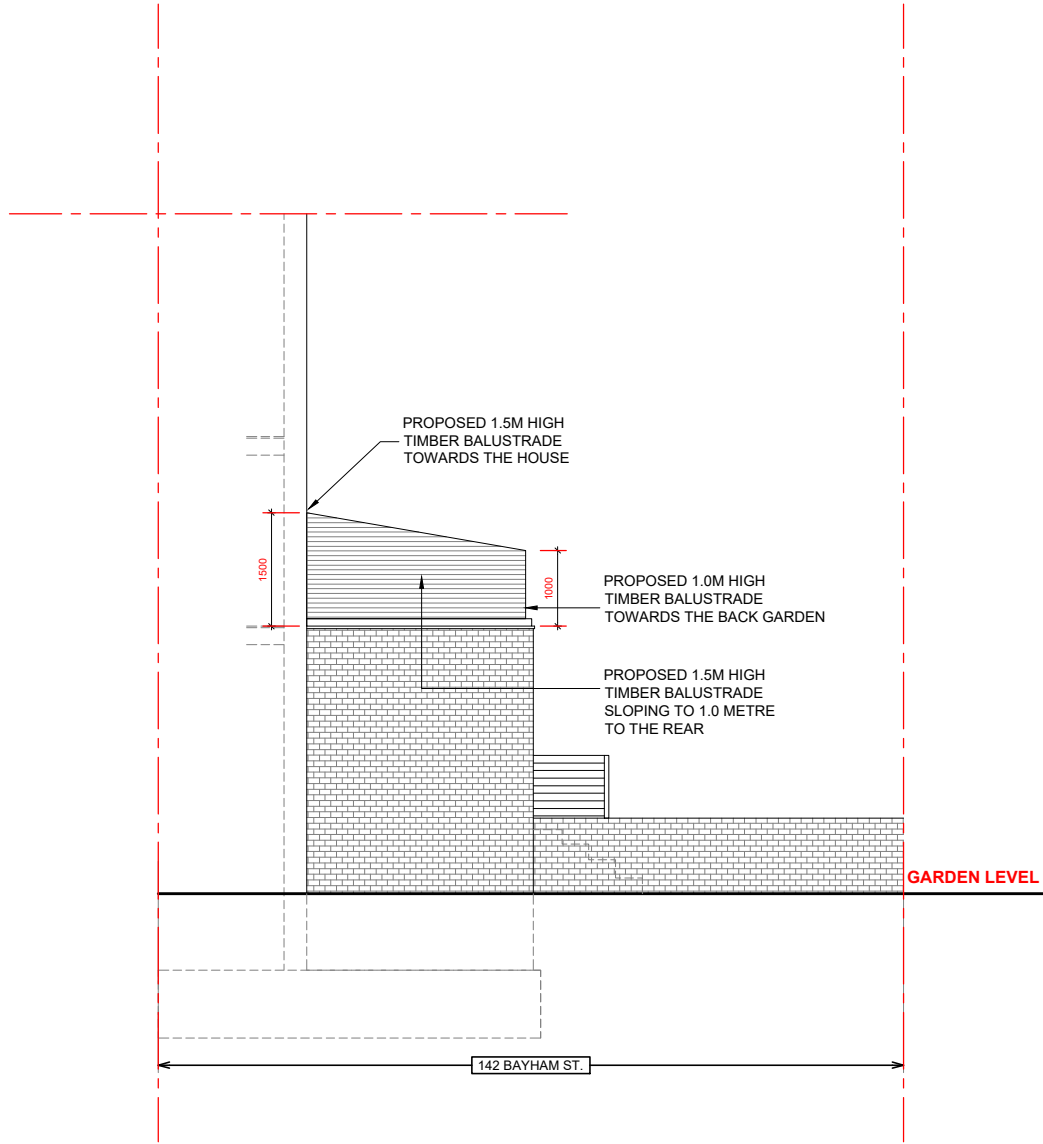 PROPOSED 1.5M HIGH
TIMBER BALUSTRADE
TOWARDS THE HOUSE
1500
1000
PROPOSED 1.0M HIGH
TIMBER BALUSTRADE
TOWARDS THE BACK GARDEN
PROPOSED 1.5M HIGH
TIMBER BALUSTRADE
SLOPING TO 1.0 METRE
TO THE REAR
GARDEN LEVEL
142 BAYHAM ST.